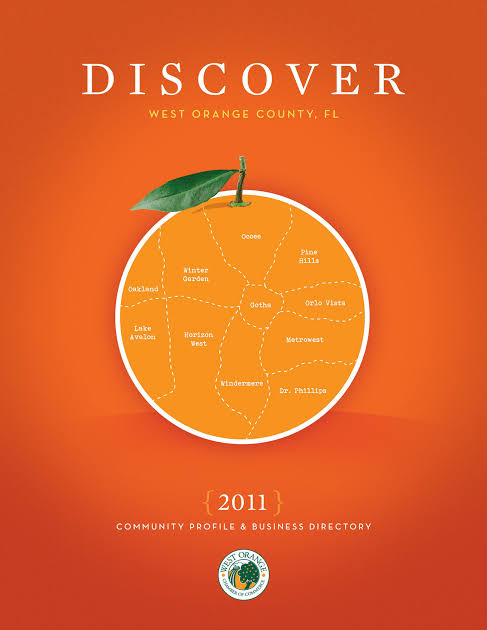 DISCOVER
WEST ORANGE COUNTY, FL
Ocoee
Pine
Hills
Winter
Garden
Oakland
Gotha
Orlo Vista
Lake
Avalon
Horizon
West
Metrowest
Windermere
Dr. Phillips
{2011}
COMMUNITY PROFILE & BUSINESS DIRECTORY
WEST ORANGE
CHAMBER OF COMMERCE